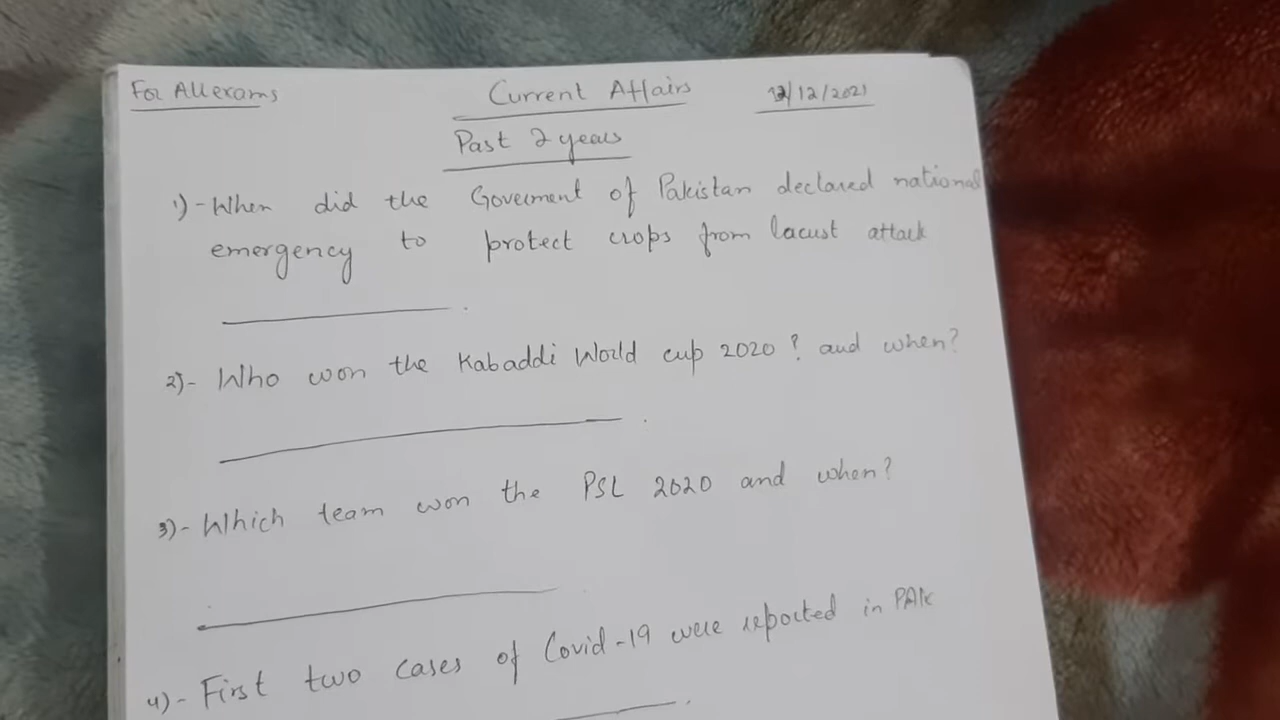 For All exams
Current Affairs
12/12/2021
Past 2 years
1)- When did the Goverment of Pakistan declared national
emergency to protect crops from lacust attack
2)- Who won the Kabaddi World cup 2020? and when?
3)- Which team won the PSL 2020 and when?
4)- First two cases of Covid-19 were reported in PAk